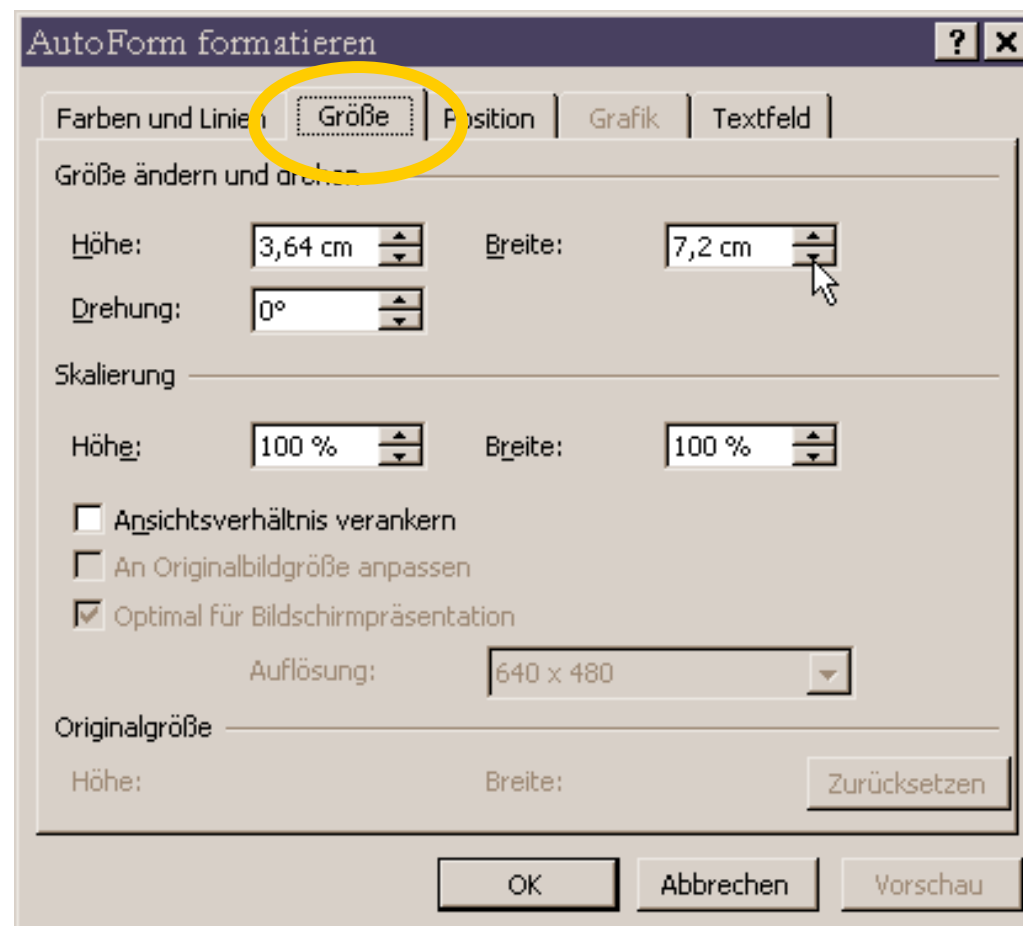 AutoForm formatieren
Farben und Linien Größe Position Grafik Textfeld
Größe ändern und drehen
Höhe: 3,64 cm Breite: 7,2 cm
Drehung: 0°
Skalierung
Höhe: 100 % Breite: 100 %
Ansichtsverhältnis verankern
An Originalbildgröße anpassen
Optimal für Bildschirmpräsentation
Auflösung: 640 x 480
Originalgröße
Höhe: Breite: Zurücksetzen
OK Abbrechen Vorschau